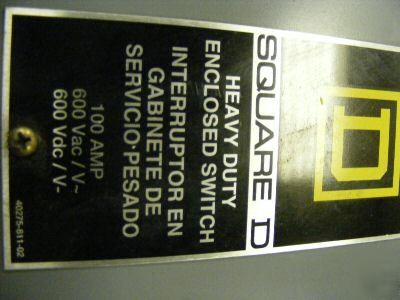 D
SQUARE D
HEAVY DUTY
ENCLOSED SWITCH
INTERRUPTOR EN
GABINETE DE
SERVICIO·PESADO
100 AMP
600 Vac / V~
600 Vdc / V-
40275-811-02